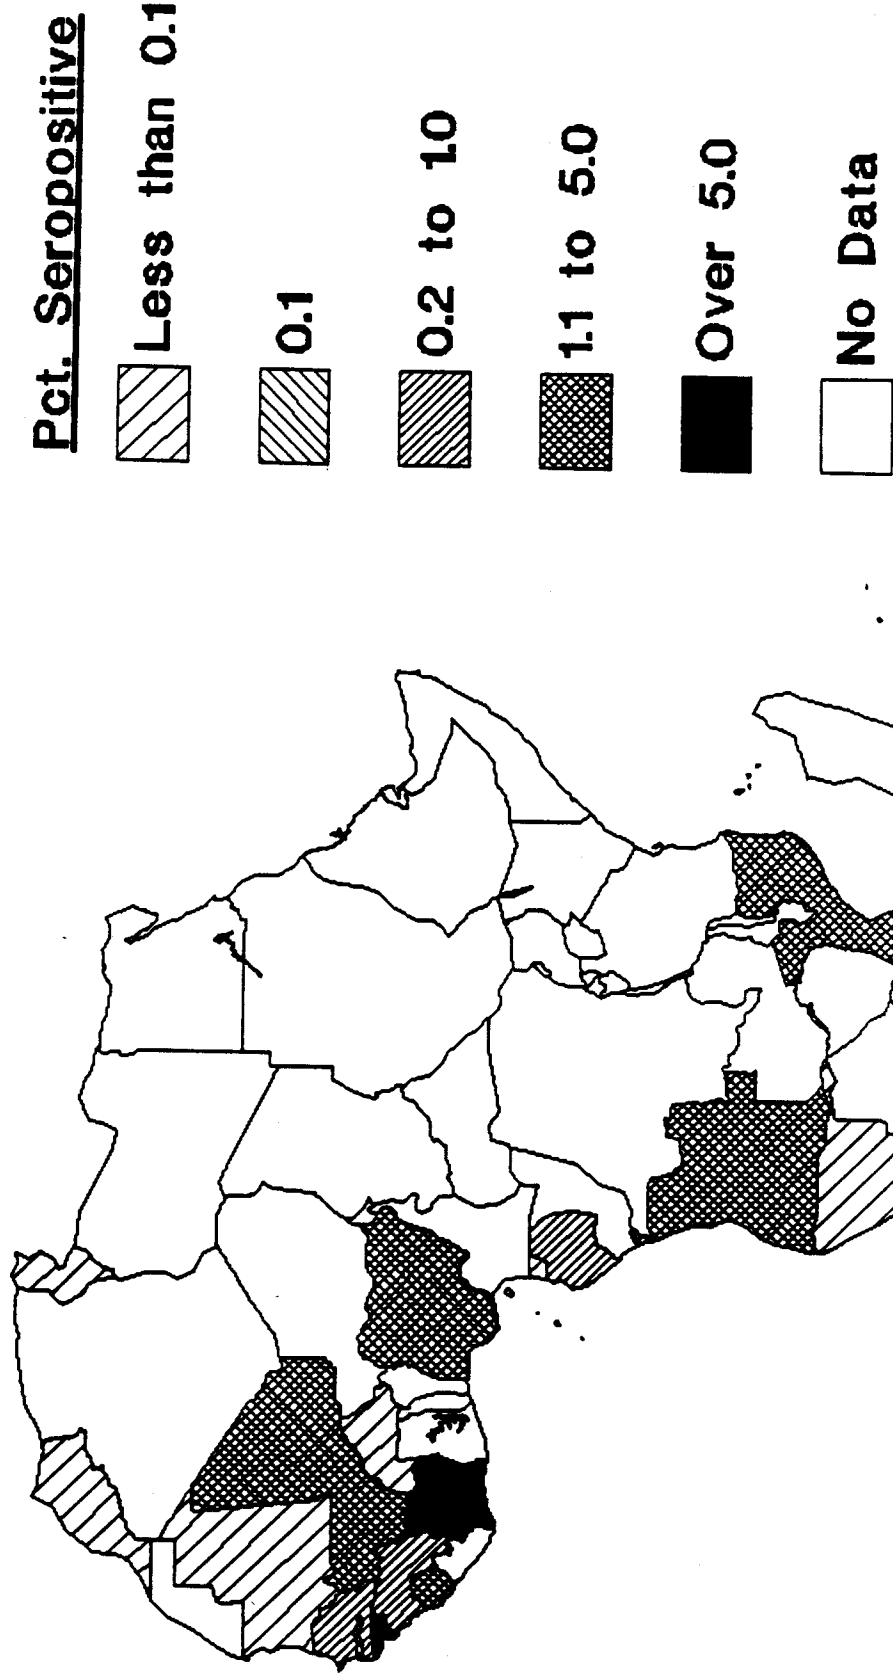 Pct. Seropositive
Less than 0.1
0.1
0.2 to 1.0
1.1 to 5.0
Over 5.0
No Data